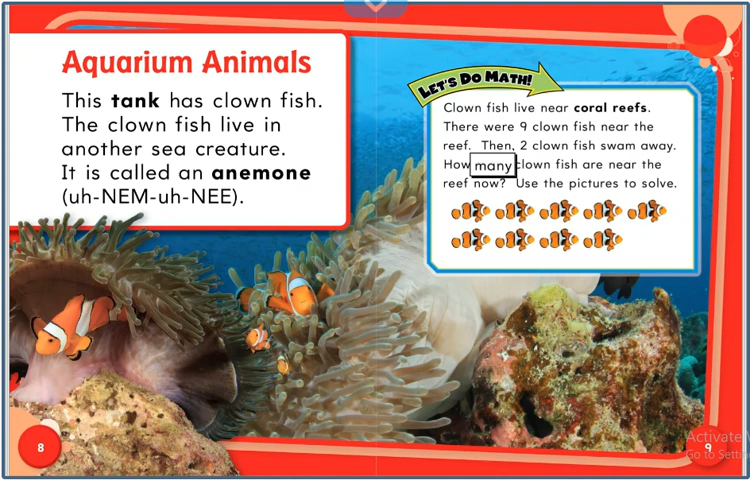 Aquarium Animals
This tank has clown fish.
The clown fish live in
another sea creature.
It is called an anemone
(uh-NEM-uh-NEE).
8
LET'S DO MATH!
Clown fish live near coral reefs.
There were 9 clown fish near the
reef. Then, 2 clown fish swam away.
How many clown fish are near the
reef now? Use the pictures to solve.
9
Activate
Go to